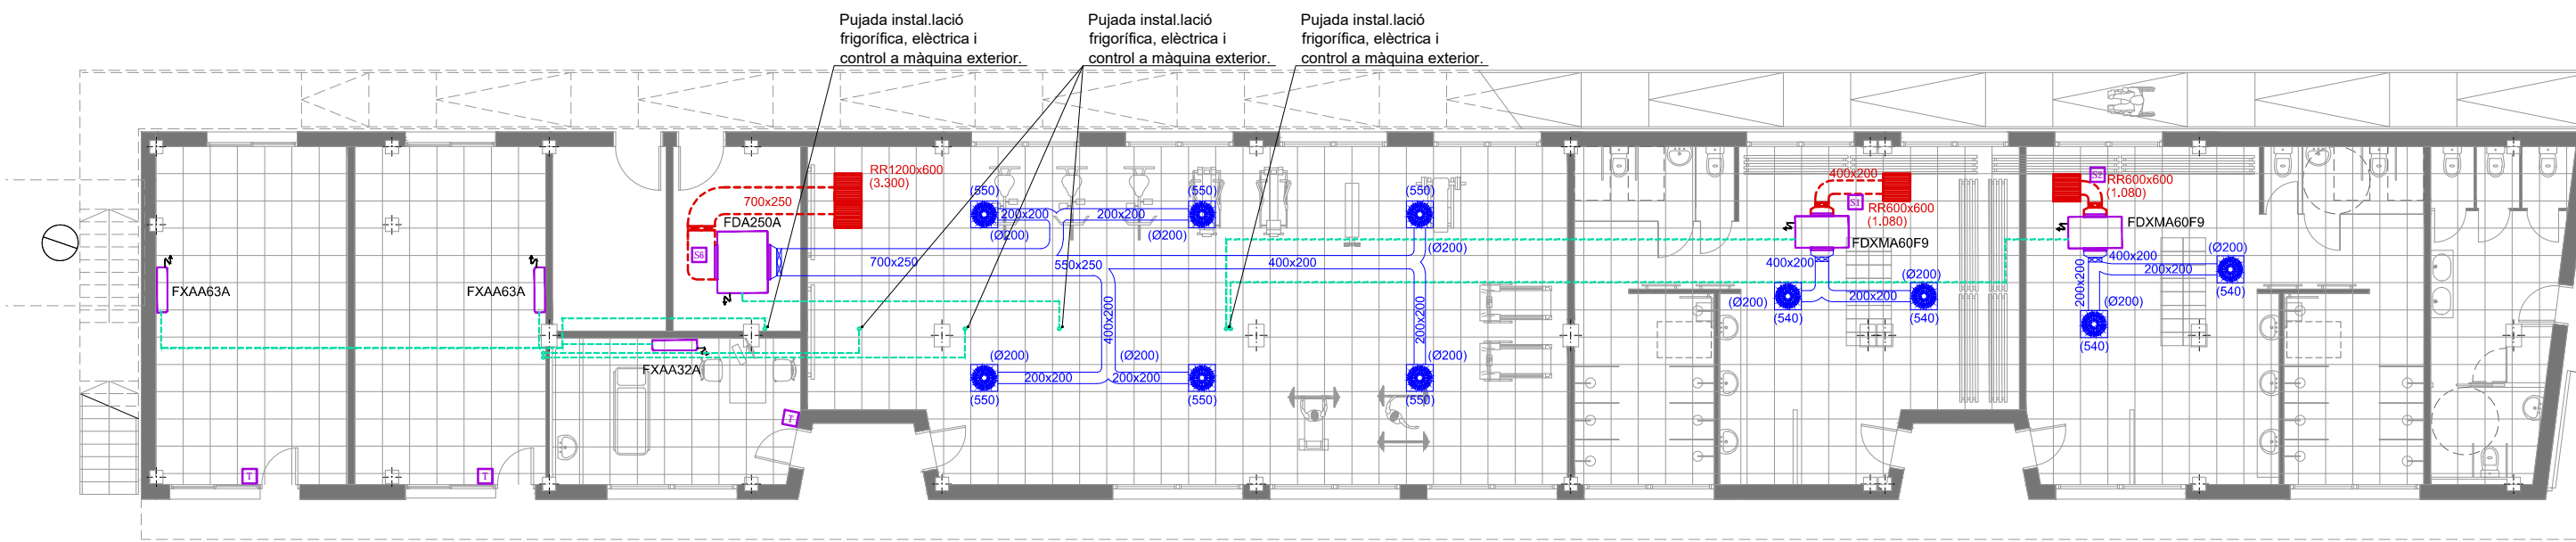 Pujada instal.lació
frigorífica, elèctrica i
control a màquina exterior.
Pujada instal.lació
frigorífica, elèctrica i
control a màquina exterior.
Pujada instal.lació
frigorífica, elèctrica i
control a màquina exterior.
RR1200x600
(3.300)
700x250
FDA250A
S6
FXAA63A
FXAA63A
FXAA32A
T
T
T
700x250
(550)
200x200
(Ø200)
200x200
(550)
(Ø200)
(550)
(Ø200)
550x250
400x200
400x200
200x200
(Ø200)
200x200
(550)
(Ø200)
200x200
(550)
(Ø200)
(550)
400x200
S1
RR600x600
(1.080)
FDXMA60F9
400x200
(Ø200)
200x200
(Ø200)
(540)
(540)
S2
RR600x600
(1.080)
FDXMA60F9
400x200
200x200
200x200
(Ø200)
(540)
(Ø200)
(540)